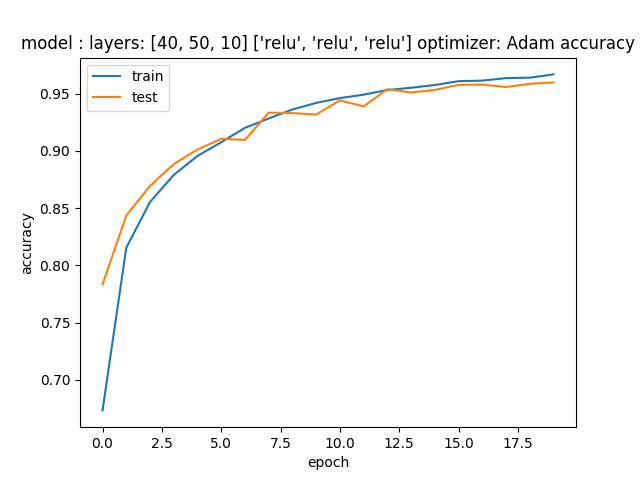 model : layers: [40, 50, 10] ['relu', 'relu', 'relu'] optimizer: Adam accuracy
train
test
0.95
0.90
0.85
0.80
0.75
0.70
accuracy
0.0 2.5 5.0 7.5 10.0 12.5 15.0 17.5
epoch